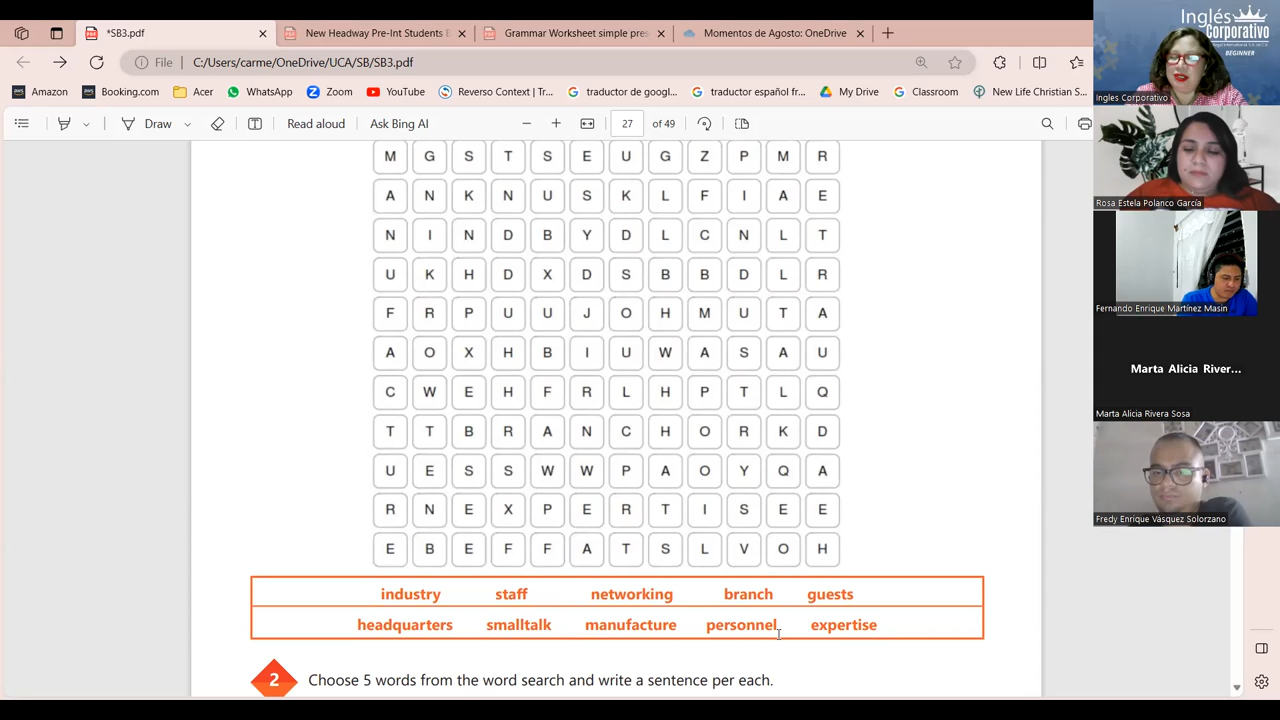 *SB3.pdf
New Headway Pre-Int Students B
Grammar Worksheet simple pres
Momentos de Agosto: OneDrive
File
C:/Users/carme/OneDrive/UCA/SB/SB3.pdf
Amazon
Booking.com
Acer
WhatsApp
Zoom
YouTube
Reverso Context | Tr...
traductor de googl...
traductor español fr...
My Drive
Classroom
New Life Christian S...
Draw
Read aloud
Ask Bing AI
27 of 49
M G S T S E U G Z P M R
A N K N U S K L F I A E
N I N D B Y D L C N L T
U K H D X D S B B D L R
F R P U U J O H M U T A
A O X H B I U W A S A U
C W E H F R L H P T L Q
T T B R A N C H O R K D
U E S S W W P A O Y Q A
R N E X P E R T I S E E
E B E F F A T S L V O H
industry staff networking branch guests
headquarters smalltalk manufacture personnel expertise
2 Choose 5 words from the word search and write a sentence per each.
Inglés
Corporativo
BEGINNER
Ingles Corporativo
Rosa Estela Polanco García
Fernando Enrique Martínez Masin
Marta Alicia River...
Marta Alicia Rivera Sosa
Fredy Enrique Vásquez Solorzano